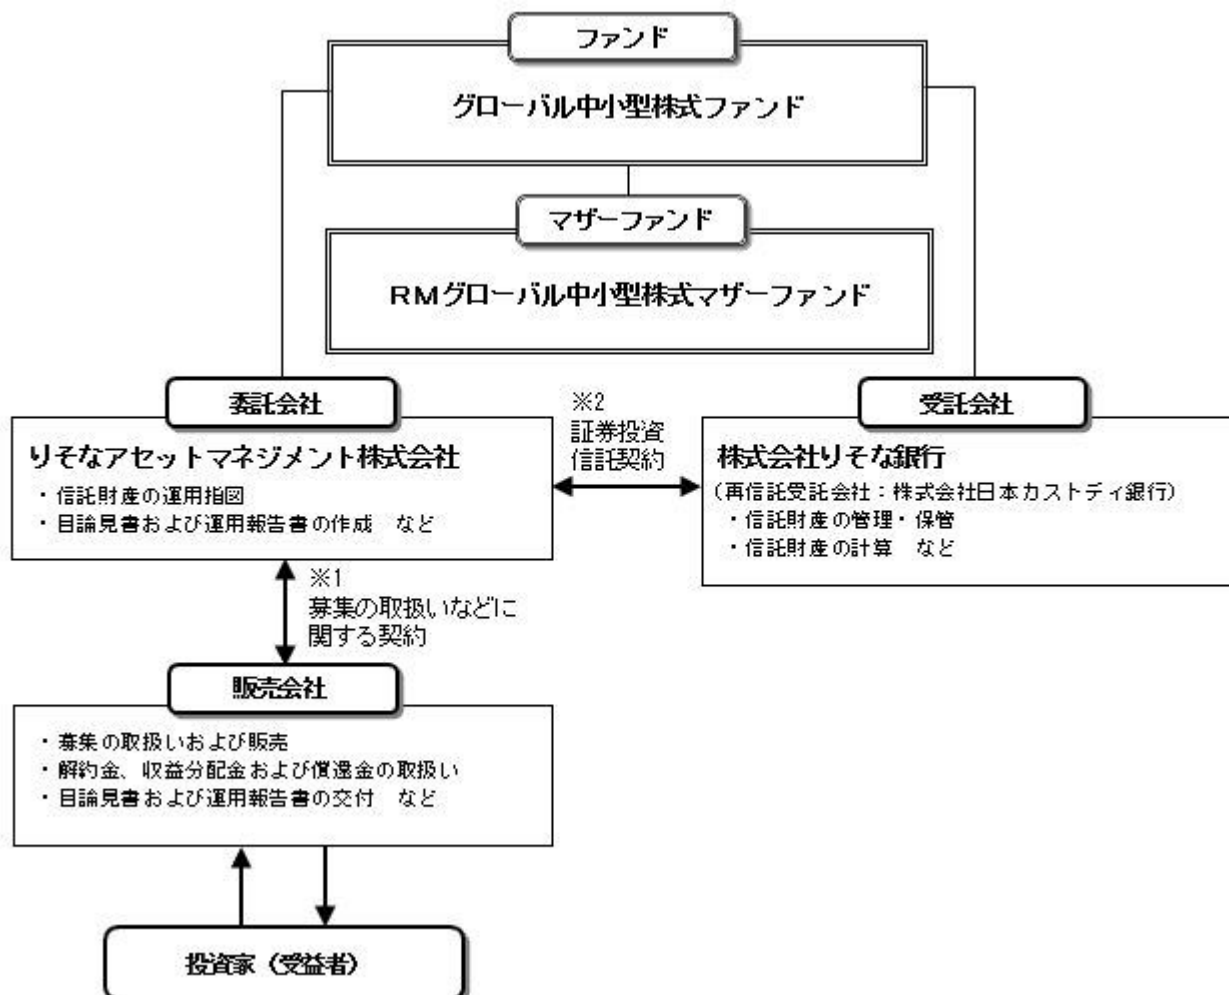 ファンド
グローバル中小型株式ファンド
マザーファンド
RMグローバル中小型株式マザーファンド
委託会社
りそなアセットマネジメント株式会社
・信託財産の運用指図
・目論見書および運用報告書の作成 など
※2
証券投資
信託契約
受託会社
株式会社りそな銀行
(再信託受託会社:株式会社日本カストディ銀行)
・信託財産の管理・保管
・信託財産の計算 など
※1
募集の取扱いなどに
関する契約
販売会社
・募集の取扱いおよび販売
・解約金、収益分配金および償還金の取扱い
・目論見書および運用報告書の交付 など
投資家(受益者)